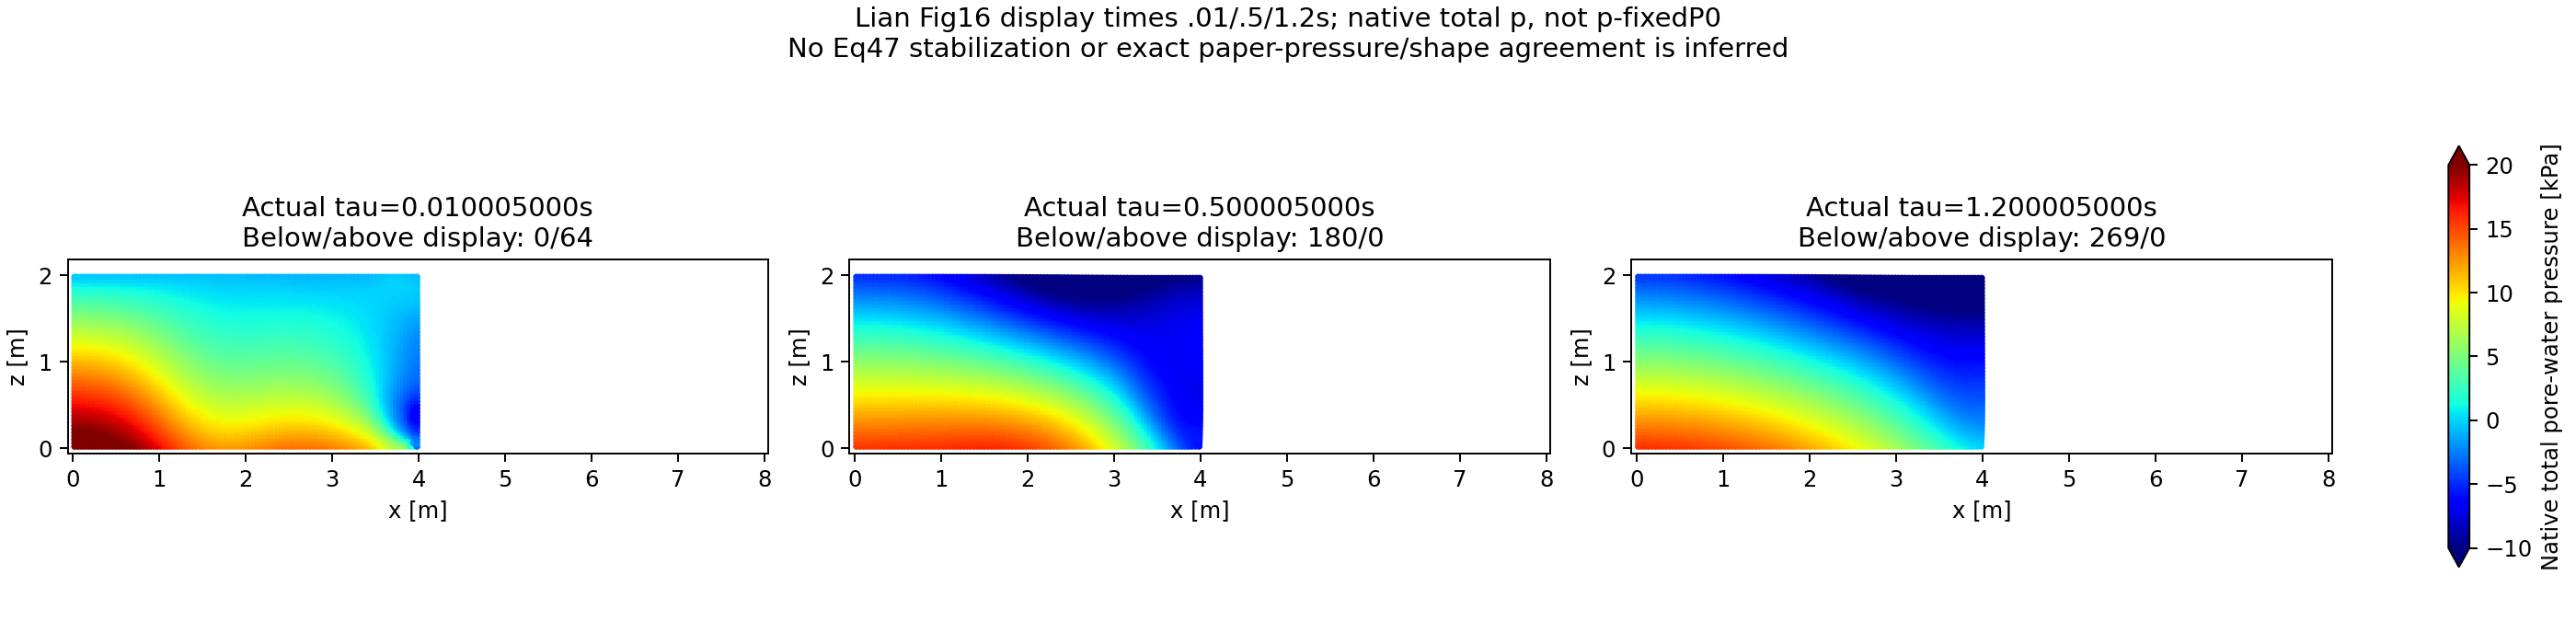 Lian Fig16 display times .01/.5/1.2s; native total p, not p-fixedP0
No Eq47 stabilization or exact paper-pressure/shape agreement is inferred
Actual tau=0.010005000s
Below/above display: 0/64
2
1
0
z [m]
0 1 2 3 4 5 6 7 8
x [m]
Actual tau=0.500005000s
Below/above display: 180/0
2
1
0
z [m]
0 1 2 3 4 5 6 7 8
x [m]
Actual tau=1.200005000s
Below/above display: 269/0
2
1
0
z [m]
0 1 2 3 4 5 6 7 8
x [m]
20
15
10
5
0
−5
−10
Native total pore-water pressure [kPa]